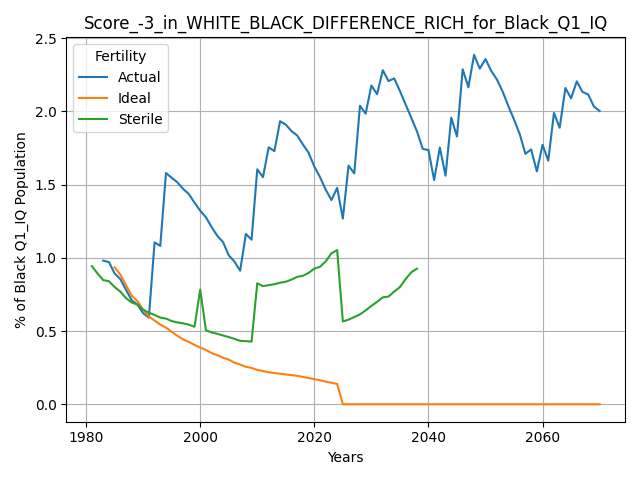 Score_-3_in_WHITE_BLACK_DIFFERENCE_RICH_for_Black_Q1_IQ
Fertility
Actual
Ideal
Sterile
% of Black Q1_IQ Population
2.5
2.0
1.5
1.0
0.5
0.0
1980
2000
2020
2040
2060
Years